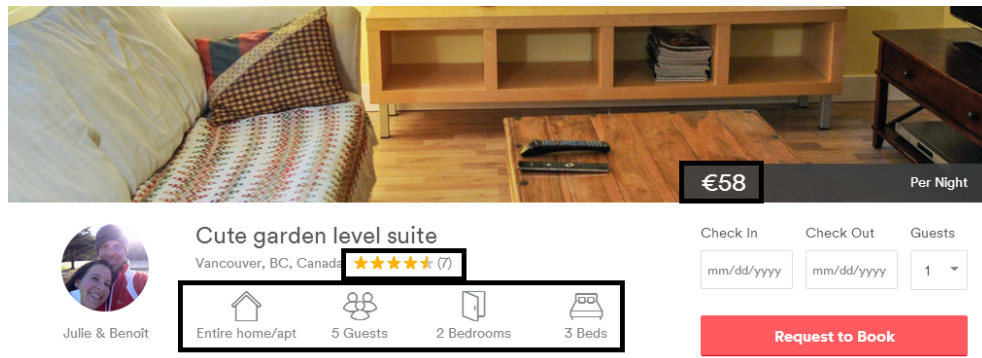 €58
Per Night
Cute garden level suite
Vancouver, BC, Canada (7)
Julie & Benoît
Entire home/apt
5 Guests
2 Bedrooms
3 Beds
Check In
Check Out
Guests
mm/dd/yyyy
mm/dd/yyyy
1
Request to Book